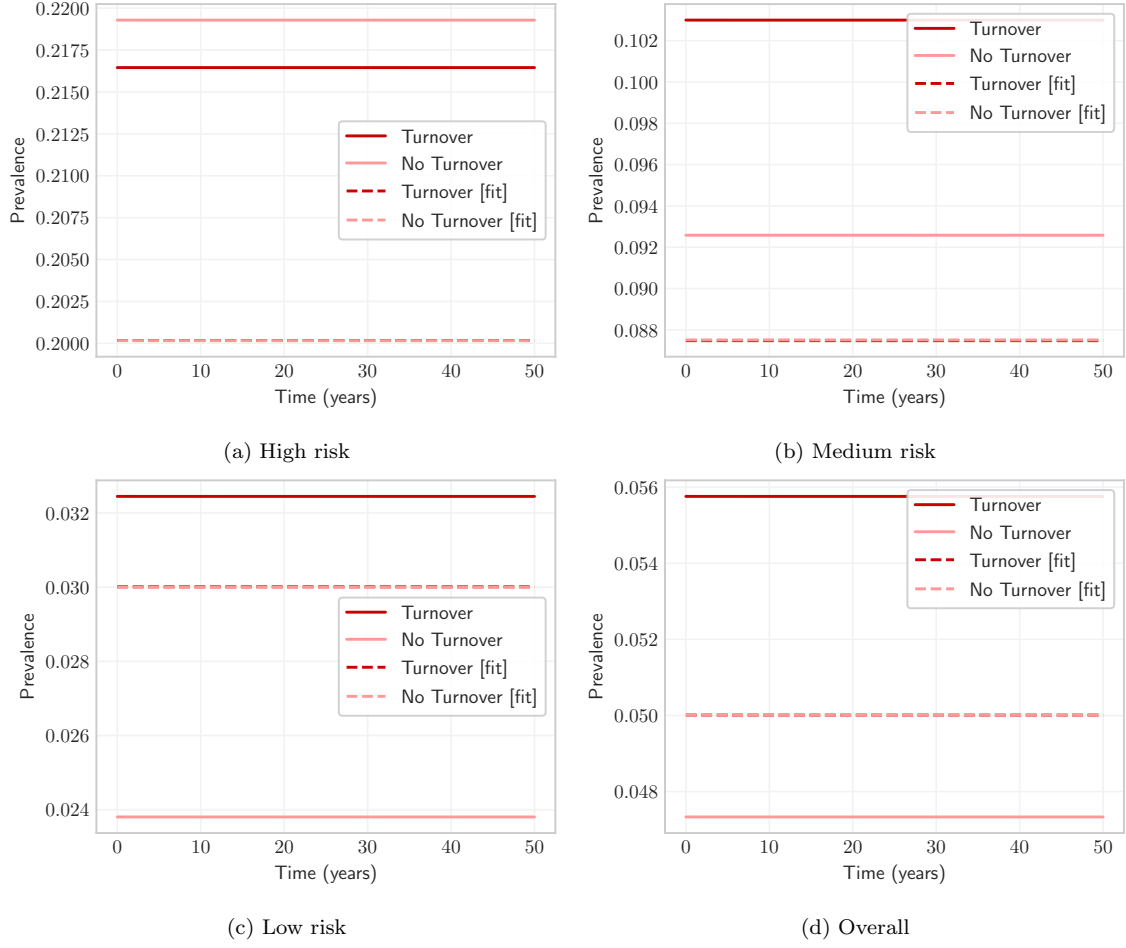 0.2200
0.2175
0.2150
0.2125
0.2100
0.2075
0.2050
0.2025
0.2000
Prevalence
Turnover
No Turnover
Turnover [fit]
No Turnover [fit]
0 10 20 30 40 50
Time (years)
(a) High risk
0.102
0.100
0.098
0.096
0.094
0.092
0.090
0.088
Prevalence
Turnover
No Turnover
Turnover [fit]
No Turnover [fit]
0 10 20 30 40 50
Time (years)
(b) Medium risk
0.032
0.030
0.028
0.026
0.024
Prevalence
Turnover
No Turnover
Turnover [fit]
No Turnover [fit]
0 10 20 30 40 50
Time (years)
(c) Low risk
0.056
0.054
0.052
0.050
0.048
Prevalence
Turnover
No Turnover
Turnover [fit]
No Turnover [fit]
0 10 20 30 40 50
Time (years)
(d) Overall